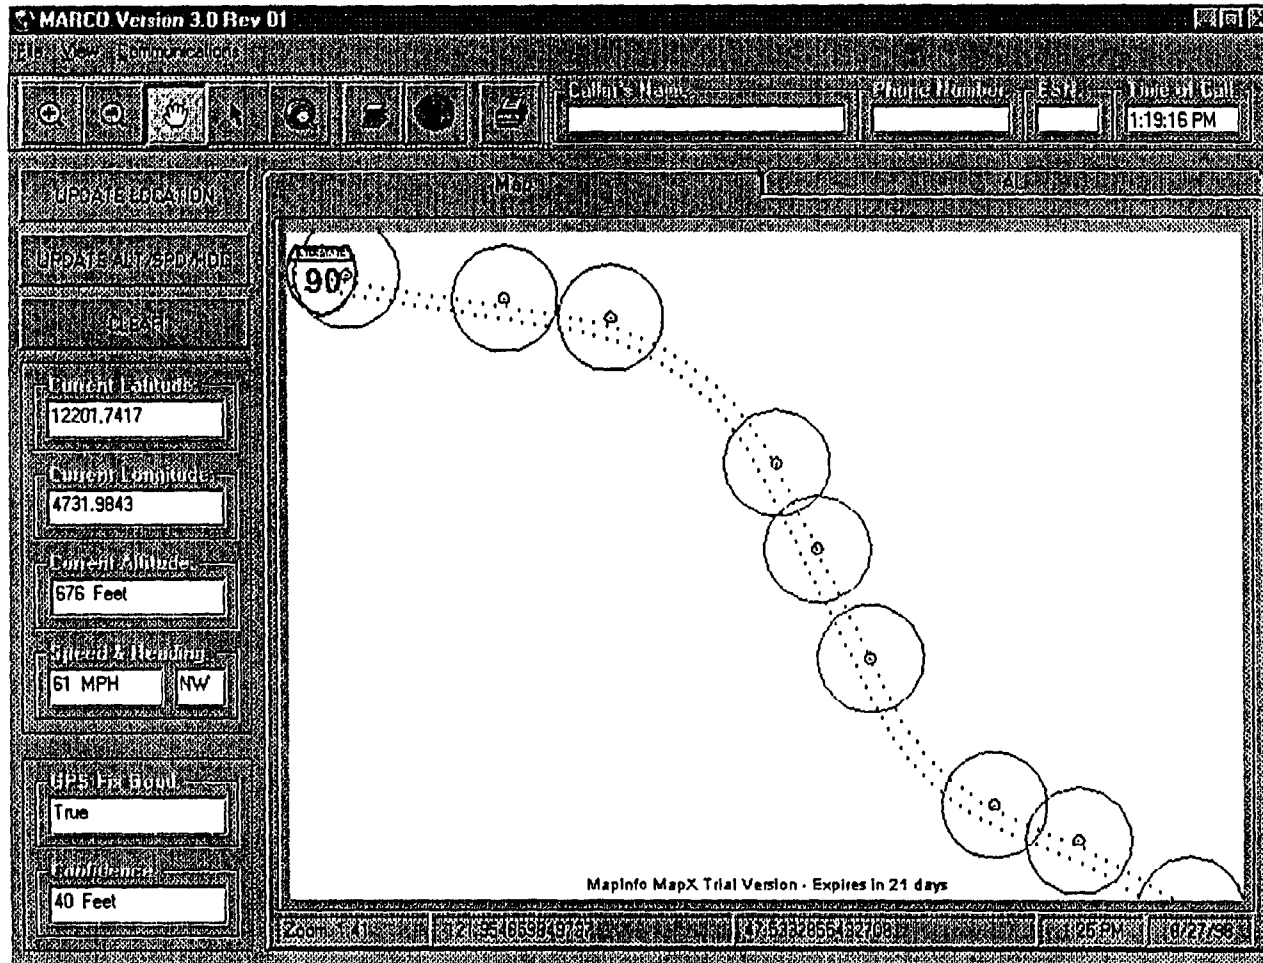 MARCO Version 3.0 Rev 01
File View Communications
Caller's Name
Phone Number
ESN
Time of Call
1:19:16 PM
UPDATE LOCATION
Map
UPDATE ALT/SPD/HDG
CLEAR
INTERSTATE
90
Current Latitude
12201.7417
Current Longitude
4731.9843
Current Altitude
676 Feet
Speed & Heading
61 MPH
NW
GPS Fix Good
True
Confidence
40 Feet
MapInfo MapX Trial Version - Expires in 21 days